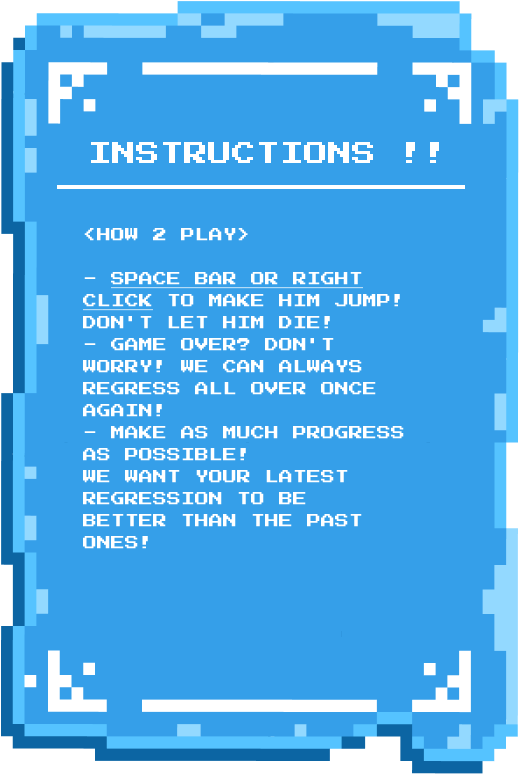 INSTRUCTIONS !!
<HOW 2 PLAY>
- SPACE BAR OR RIGHT
CLICK TO MAKE HIM JUMP!
DON'T LET HIM DIE!
- GAME OVER? DON'T
WORRY! WE CAN ALWAYS
REGRESS ALL OVER ONCE
AGAIN!
- MAKE AS MUCH PROGRESS
AS POSSIBLE!
WE WANT YOUR LATEST
REGRESSION TO BE
BETTER THAN THE PAST
ONES!